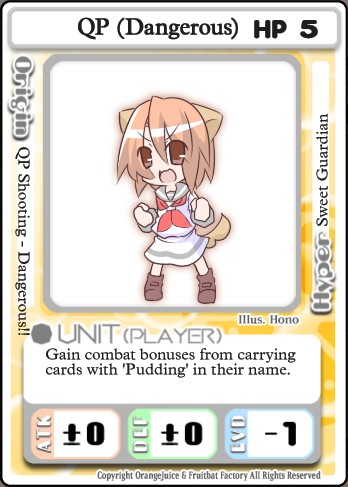 QP (Dangerous) HP 5
Origin QP Shooting - Dangerous!!
Hyper Sweet Guardian
Illus. Hono
UNIT(PLAYER)
Gain combat bonuses from carrying
cards with 'Pudding' in their name.
ATK ±0 DEF ±0 EVD -1
Copyright OrangeJuice & Fruitbat Factory All Rights Reserved